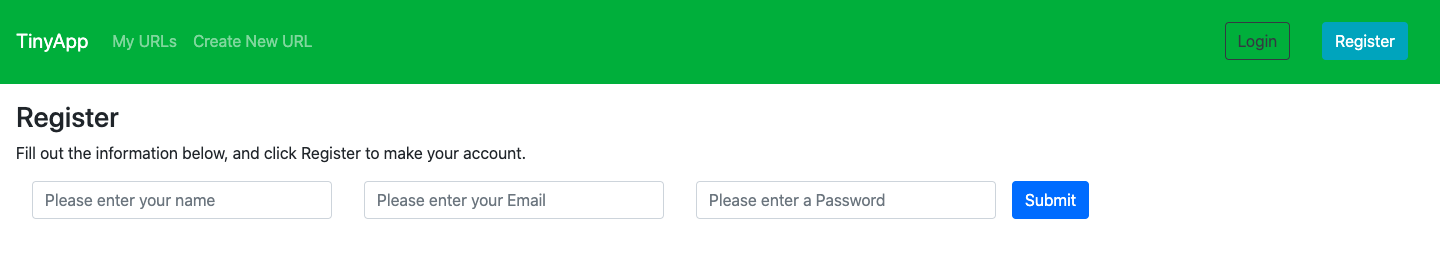 TinyApp My URLs Create New URL Login Register
Register
Fill out the information below, and click Register to make your account.
Please enter your name Please enter your Email Please enter a Password Submit